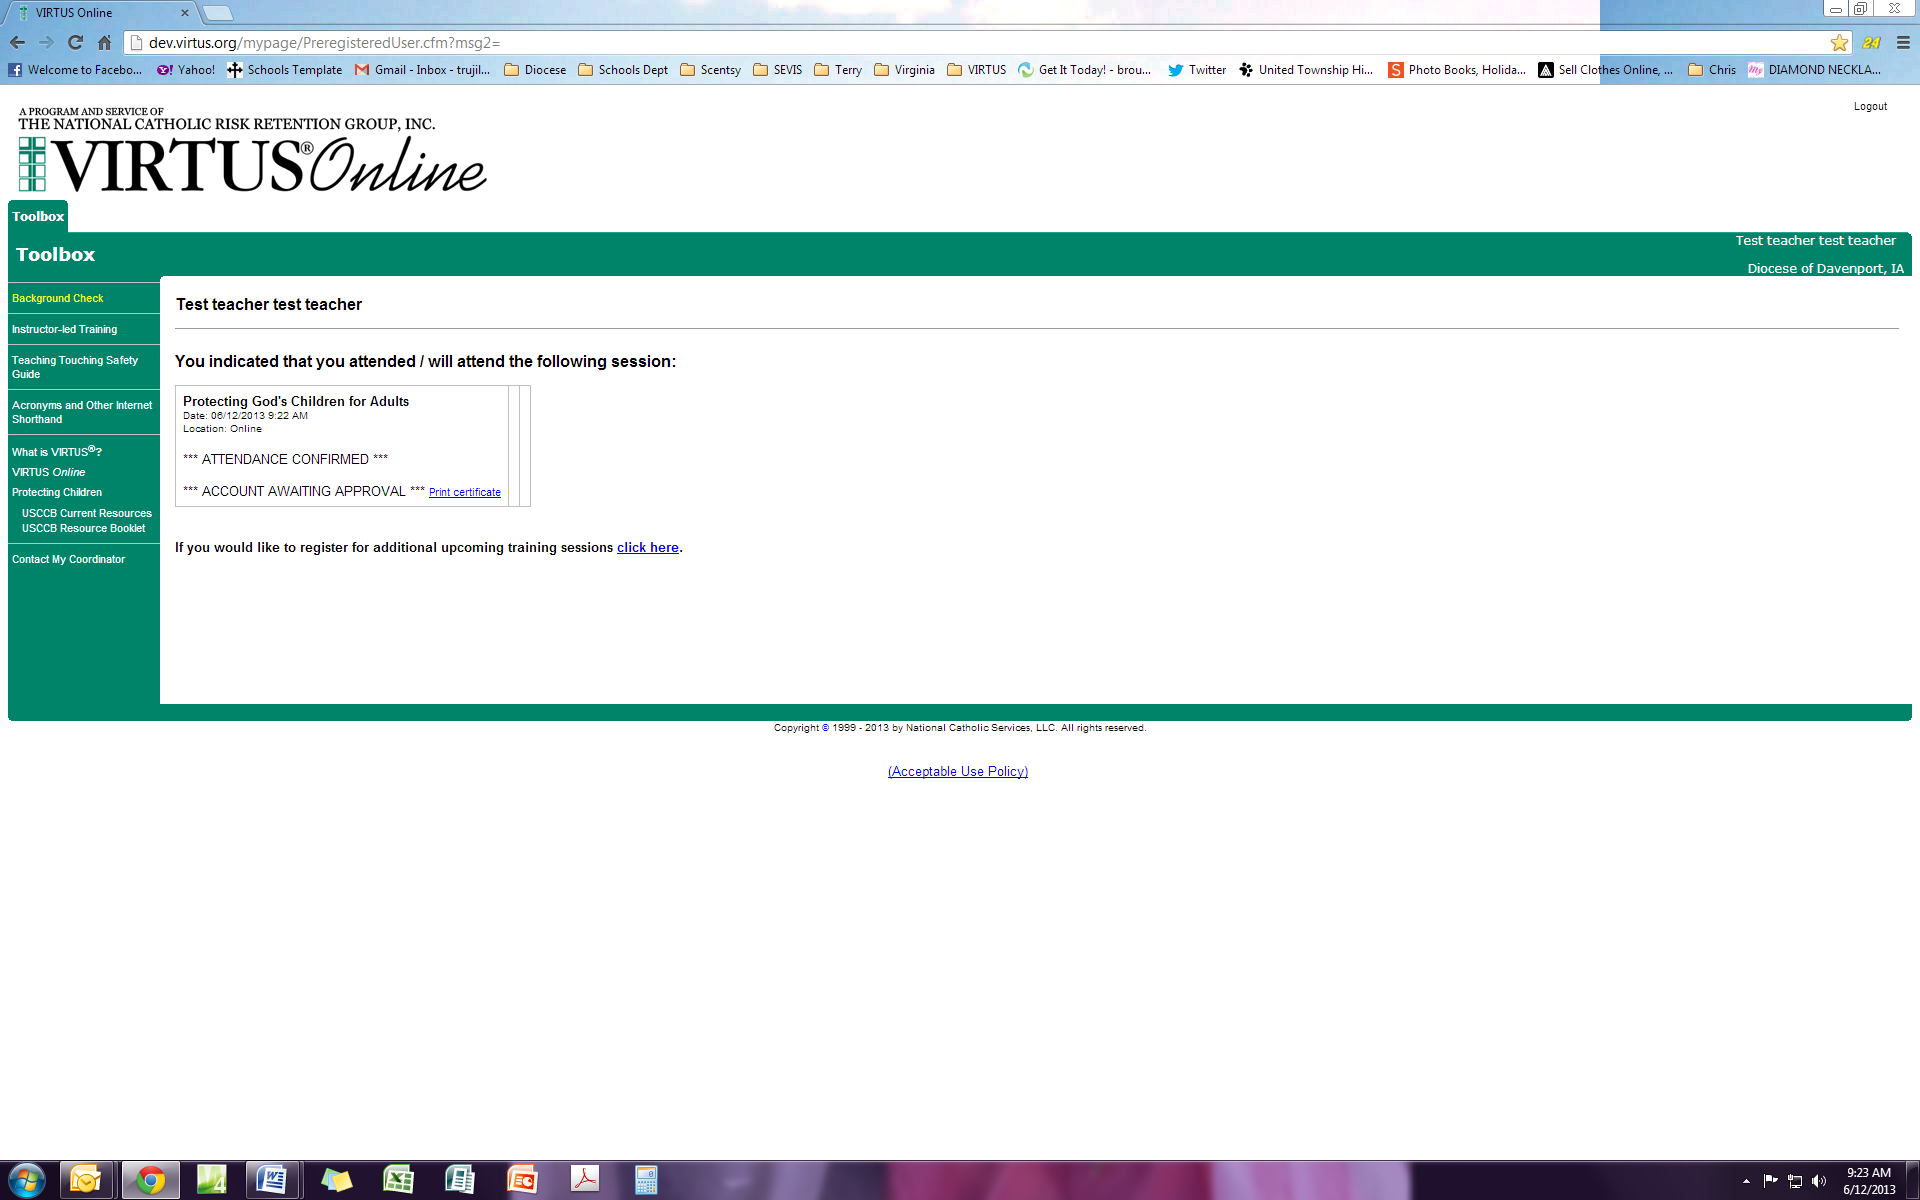 VIRTUS Online
dev.virtus.org/mypage/PreregisteredUser.cfm?msg2=
24
Welcome to Facebo... Yahoo! Schools Template Gmail - Inbox - trujil... Diocese Schools Dept Scentsy SEVIS Terry Virginia VIRTUS Get It Today! - brou... Twitter United Township Hi... Photo Books, Holida... Sell Clothes Online, ... Chris DIAMOND NECKLA...
Logout
A PROGRAM AND SERVICE OF
THE NATIONAL CATHOLIC RISK RETENTION GROUP, INC.
VIRTUS® Online
Toolbox
Toolbox
Test teacher test teacher
Diocese of Davenport, IA
Background Check
Instructor-led Training
Teaching Touching Safety
Guide
Acronyms and Other Internet
Shorthand
What is VIRTUS®?
VIRTUS Online
Protecting Children
USCCB Current Resources
USCCB Resource Booklet
Contact My Coordinator
Test teacher test teacher
You indicated that you attended / will attend the following session:
Protecting God's Children for Adults
Date: 06/12/2013 9:22 AM
Location: Online
*** ATTENDANCE CONFIRMED ***
*** ACCOUNT AWAITING APPROVAL *** Print certificate
If you would like to register for additional upcoming training sessions click here.
Copyright © 1999 - 2013 by National Catholic Services, LLC. All rights reserved.
(Acceptable Use Policy)
9:23 AM
6/12/2013